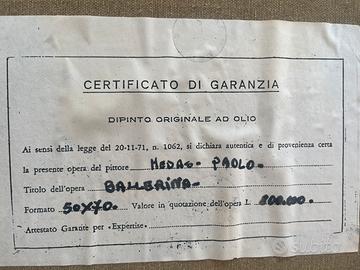 CERTIFICATO DI GARANZIA
DIPINTO ORIGINALE AD OLIO
Ai sensi della legge del 20-11-71, n. 1062, si dichiara autentica e di provenienza certa
la presente opera del pittore MEDAS. PAOLO.
Titolo dell'opera BALLERINA.
Formato 50X70. Valore in quotazione dell'opera L. 800.000.
Attestato Garante per «Expertise».
subito